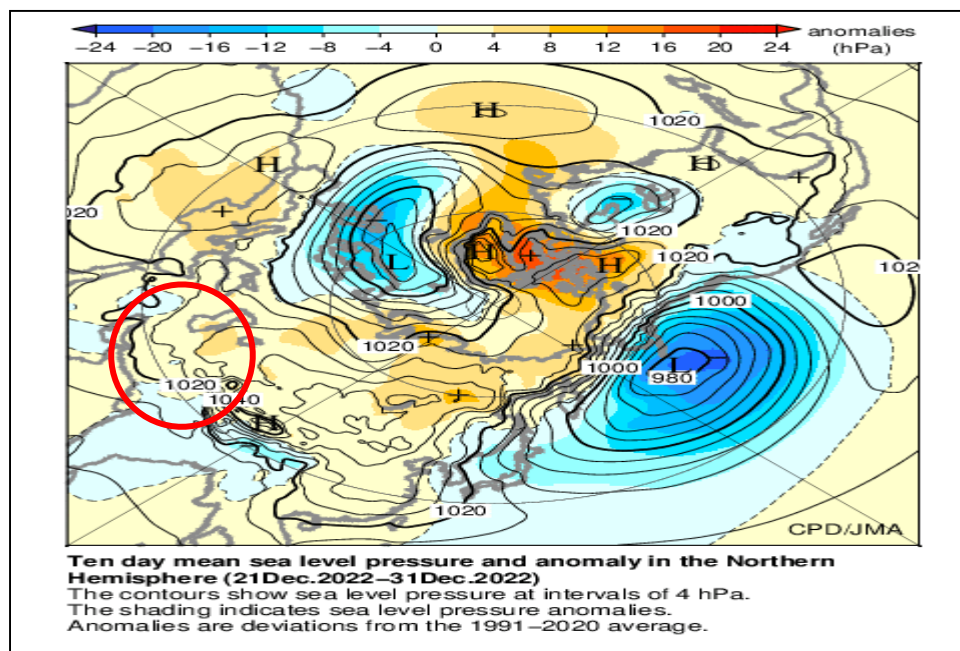 −24 −20 −16 −12 −8 −4 0 4 8 12 16 20 24 anomalies
(hPa)
H
1020
H
H
020
1020
L
H
H
1020
1020
1000
1020
1000
L
980
1020
1040
H
1020
CPD/JMA
Ten day mean sea level pressure and anomaly in the Northern
Hemisphere (21Dec.2022−31Dec.2022)
The contours show sea level pressure at intervals of 4 hPa.
The shading indicates sea level pressure anomalies.
Anomalies are deviations from the 1991−2020 average.